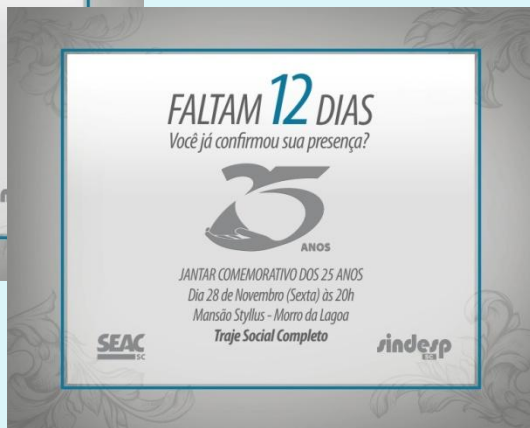 FALTAM 12 DIAS
Você já confirmou sua presença?
25
ANOS
JANTAR COMEMORATIVO DOS 25 ANOS
Dia 28 de Novembro (Sexta) às 20h
Mansão Styllus - Morro da Lagoa
Traje Social Completo
SEAC
SC
sindesp
SC